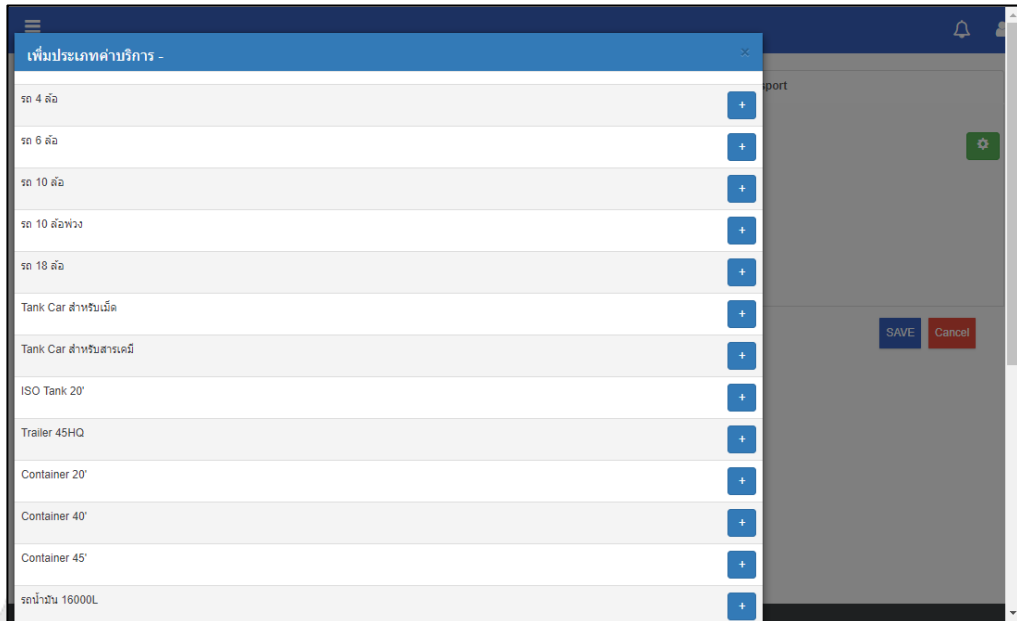 เพิ่มประเภทค่าบริการ -
×
sport
รถ 4 ล้อ
+
รถ 6 ล้อ
+
รถ 10 ล้อ
+
รถ 10 ล้อพ่วง
+
รถ 18 ล้อ
+
Tank Car สำหรับเม็ด
+
Tank Car สำหรับสารเคมี
+
SAVE
Cancel
ISO Tank 20'
+
Trailer 45HQ
+
Container 20'
+
Container 40'
+
Container 45'
+
รถน้ำมัน 16000L
+